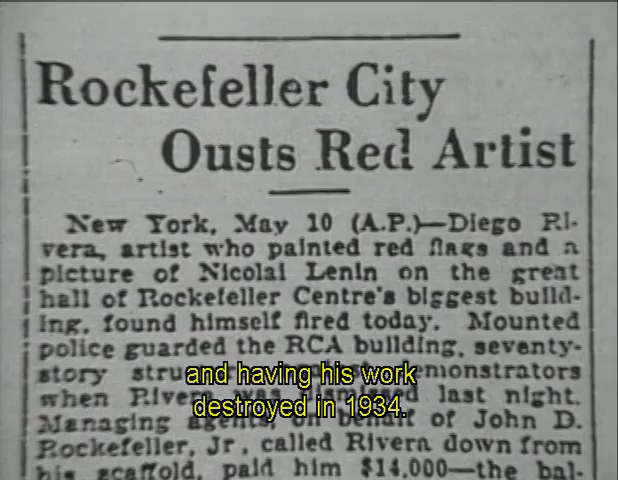 Rockefeller City
Ousts Red Artist
New York, May 10 (A.P.)—Diego Ri-
vera, artist who painted red flags and a
picture of Nicolai Lenin on the great
hall of Rockefeller Centre's biggest build-
ing, found himself fired today. Mounted
police guarded the RCA building, seventy-
story demonstrators
when last night.
Managing of John D.
Rockefeller, Jr., called Rivera down from
his scaffold, paid him $14,000—the bal-
and having his work
destroyed in 1934.